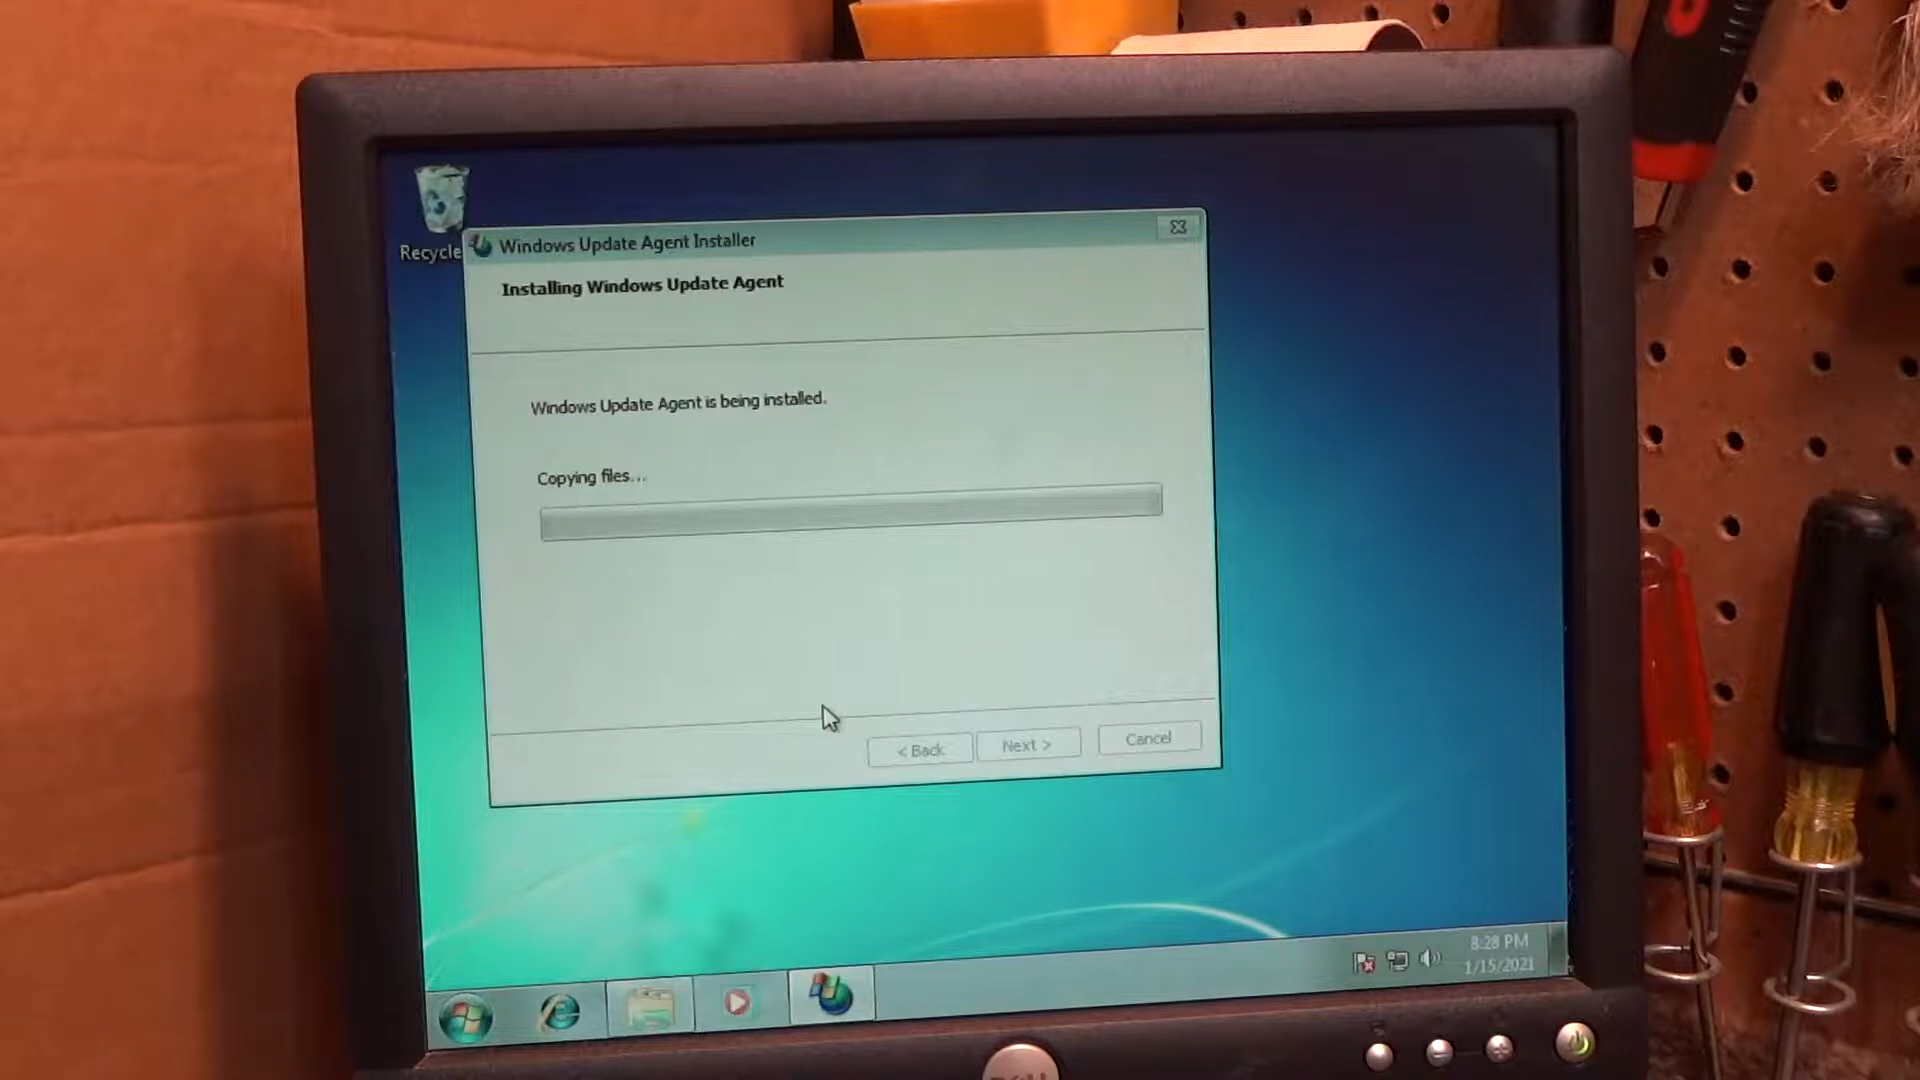 Recycle
Windows Update Agent Installer
Installing Windows Update Agent
Windows Update Agent is being installed.
Copying files...
< Back
Next >
Cancel
8:28 PM
1/15/2021